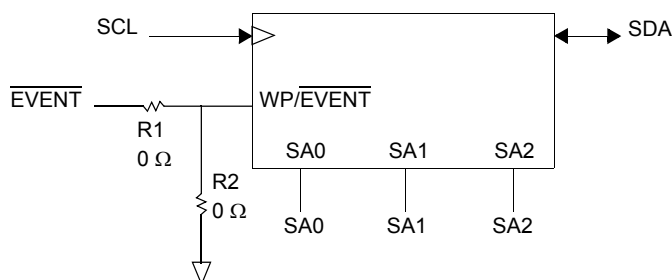 SCL
SDA
EVENT
WP/EVENT
R1
0 Ω
SA0 SA1 SA2
R2
0 Ω
SA0 SA1 SA2